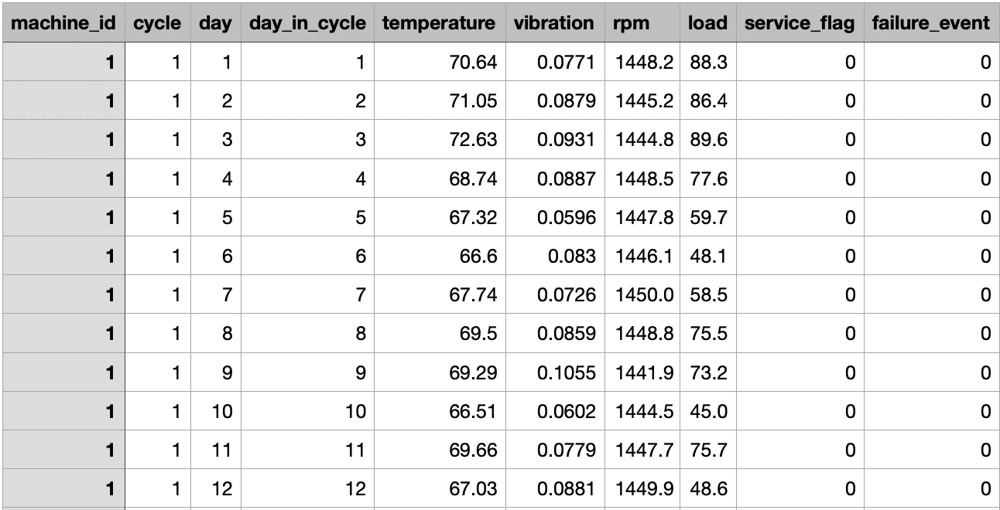 machine_id cycle day day_in_cycle temperature vibration rpm load service_flag failure_event
1 1 1 1 70.64 0.0771 1448.2 88.3 0 0
1 1 2 2 71.05 0.0879 1445.2 86.4 0 0
1 1 3 3 72.63 0.0931 1444.8 89.6 0 0
1 1 4 4 68.74 0.0887 1448.5 77.6 0 0
1 1 5 5 67.32 0.0596 1447.8 59.7 0 0
1 1 6 6 66.6 0.083 1446.1 48.1 0 0
1 1 7 7 67.74 0.0726 1450.0 58.5 0 0
1 1 8 8 69.5 0.0859 1448.8 75.5 0 0
1 1 9 9 69.29 0.1055 1441.9 73.2 0 0
1 1 10 10 66.51 0.0602 1444.5 45.0 0 0
1 1 11 11 69.66 0.0779 1447.7 75.7 0 0
1 1 12 12 67.03 0.0881 1449.9 48.6 0 0